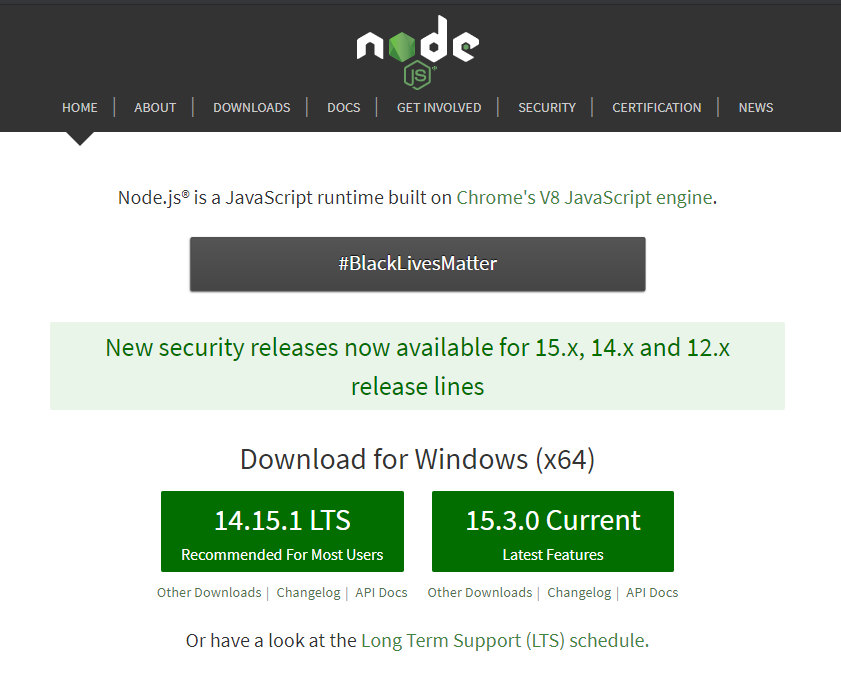 node
JS
HOME | ABOUT | DOWNLOADS | DOCS | GET INVOLVED | SECURITY | CERTIFICATION | NEWS
Node.js® is a JavaScript runtime built on Chrome's V8 JavaScript engine.
#BlackLivesMatter
New security releases now available for 15.x, 14.x and 12.x
release lines
Download for Windows (x64)
14.15.1 LTS
Recommended For Most Users
15.3.0 Current
Latest Features
Other Downloads | Changelog | API Docs
Other Downloads | Changelog | API Docs
Or have a look at the Long Term Support (LTS) schedule.